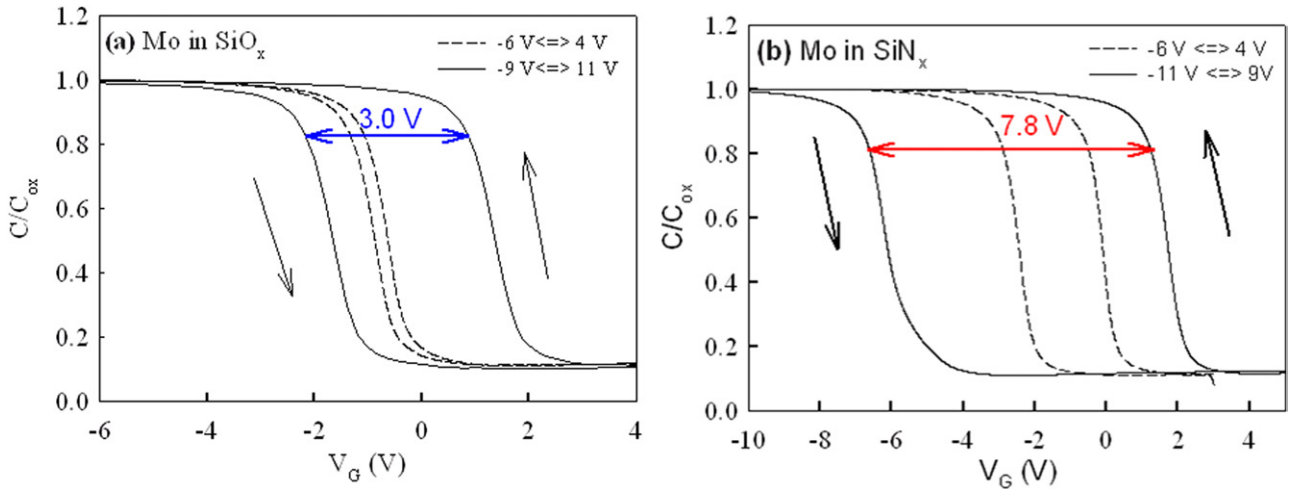 (a) Mo in SiOx
-6 V<=> 4 V
-9 V<=> 11 V
3.0 V
C/Cox
1.2
1.0
0.8
0.6
0.4
0.2
0.0
-6 -4 -2 0 2 4
VG (V)
(b) Mo in SiNx
-6 V <=> 4 V
-11 V <=> 9V
7.8 V
C/Cox
1.2
1.0
0.8
0.6
0.4
0.2
0.0
-10 -8 -6 -4 -2 0 2 4
VG (V)